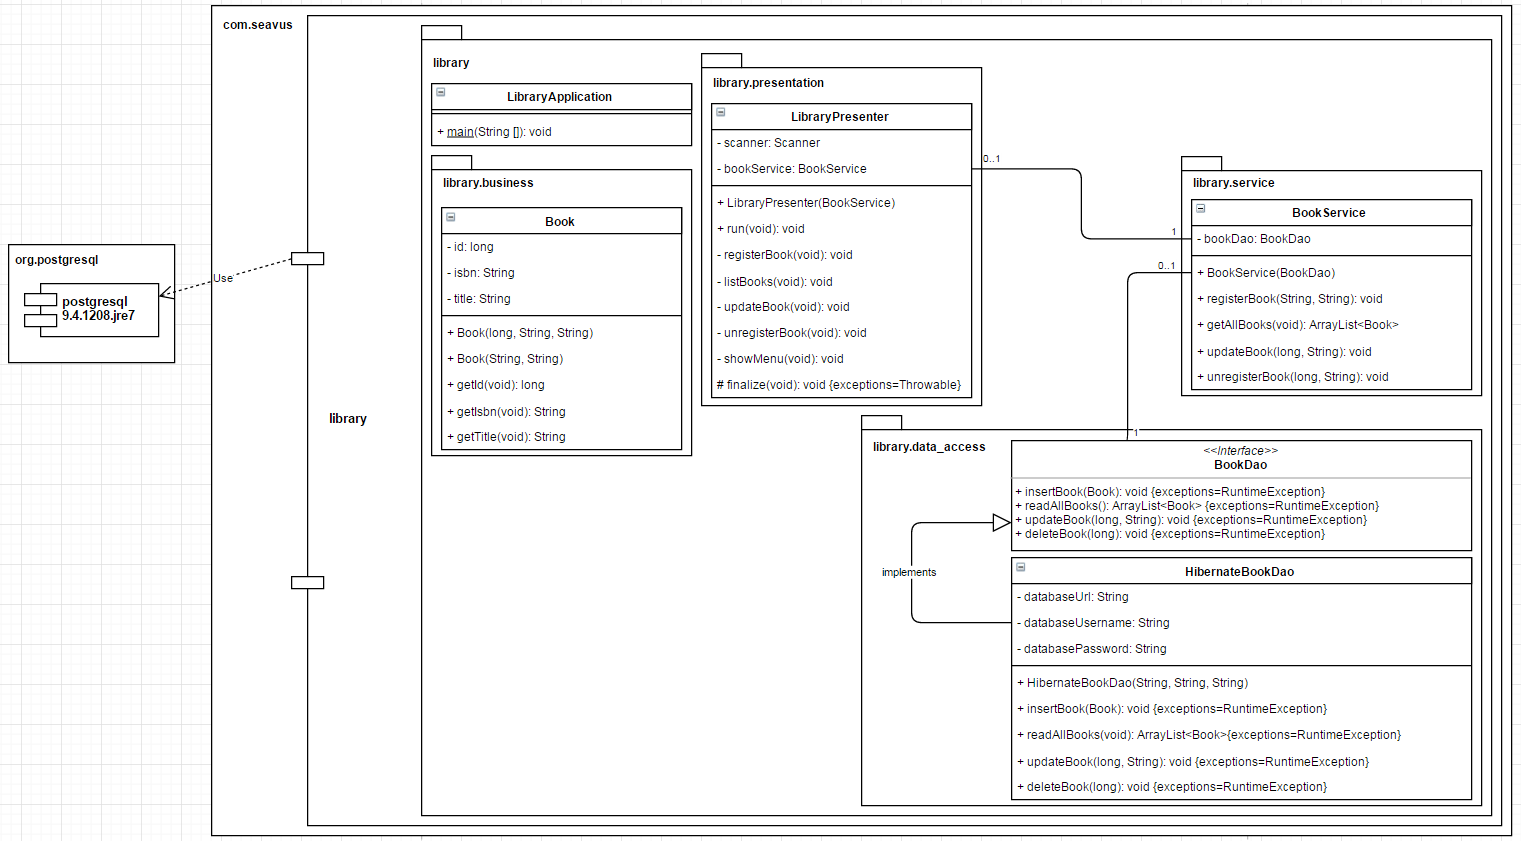 com.seavus
library
LibraryApplication
+ main(String []): void
library.business
Book
- id: long
- isbn: String
- title: String
+ Book(long, String, String)
+ Book(String, String)
+ getId(void): long
+ getIsbn(void): String
+ getTitle(void): String
library.presentation
LibraryPresenter
- scanner: Scanner
- bookService: BookService
+ LibraryPresenter(BookService)
+ run(void): void
- registerBook(void): void
- listBooks(void): void
- updateBook(void): void
- unregisterBook(void): void
- showMenu(void): void
# finalize(void): void {exceptions=Throwable}
0..1
1
library.service
BookService
- bookDao: BookDao
+ BookService(BookDao)
+ registerBook(String, String): void
+ getAllBooks(void): ArrayList<Book>
+ updateBook(long, String): void
+ unregisterBook(long, String): void
0..1
1
org.postgresql
postgresql
9.4.1208.jre7
Use
library
library.data_access
<<Interface>>
BookDao
+ insertBook(Book): void {exceptions=RuntimeException}
+ readAllBooks(): ArrayList<Book> {exceptions=RuntimeException}
+ updateBook(long, String): void {exceptions=RuntimeException}
+ deleteBook(long): void {exceptions=RuntimeException}
implements
HibernateBookDao
- databaseUrl: String
- databaseUsername: String
- databasePassword: String
+ HibernateBookDao(String, String, String)
+ insertBook(Book): void {exceptions=RuntimeException}
+ readAllBooks(void): ArrayList<Book>{exceptions=RuntimeException}
+ updateBook(long, String): void {exceptions=RuntimeException}
+ deleteBook(long): void {exceptions=RuntimeException}